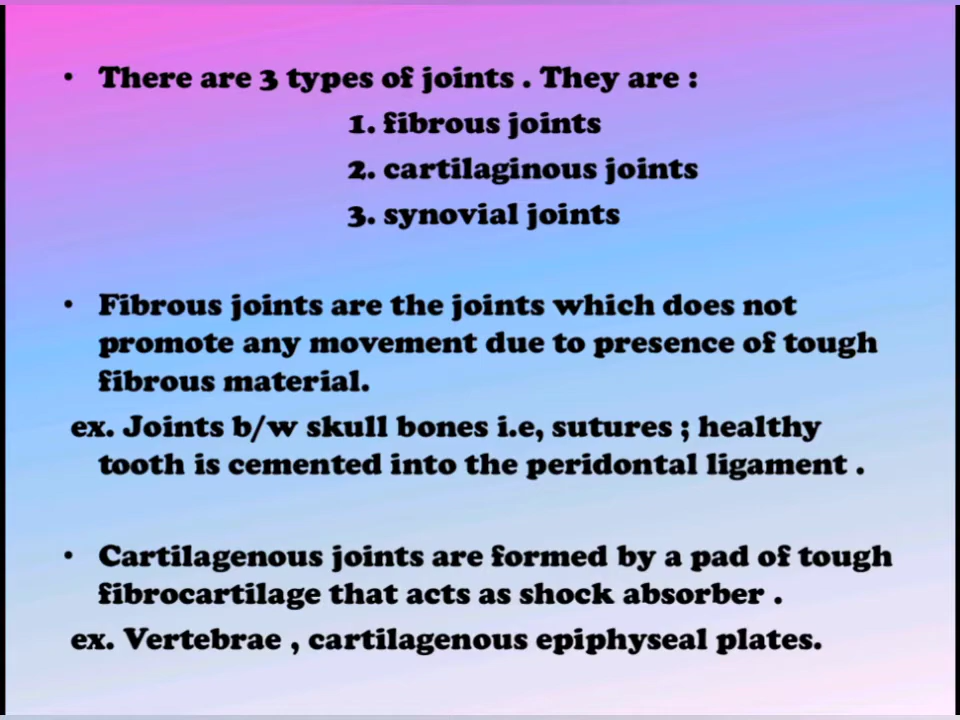 • There are 3 types of joints . They are :
1. fibrous joints
2. cartilaginous joints
3. synovial joints
• Fibrous joints are the joints which does not
promote any movement due to presence of tough
fibrous material.
ex. Joints b/w skull bones i.e, sutures ; healthy
tooth is cemented into the peridontal ligament .
• Cartilagenous joints are formed by a pad of tough
fibrocartilage that acts as shock absorber .
ex. Vertebrae , cartilagenous epiphyseal plates.